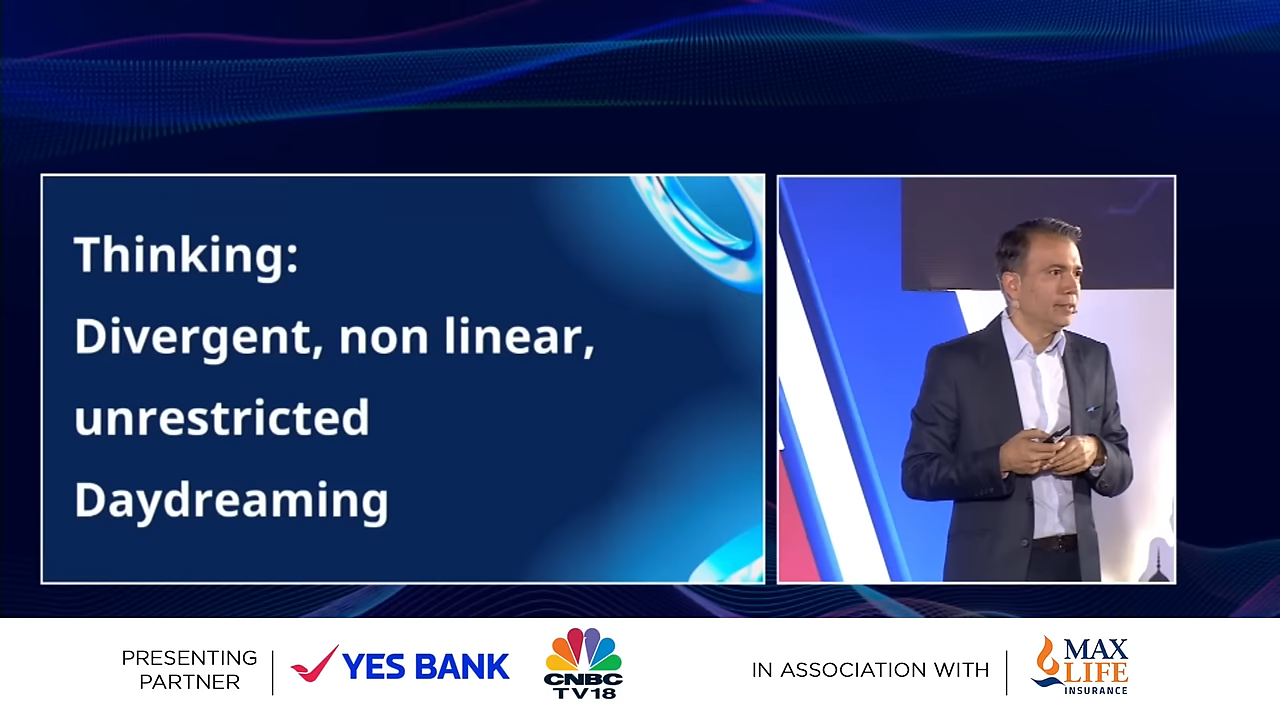 Thinking:
Divergent, non linear,
unrestricted
Daydreaming
PRESENTING
PARTNER
YES BANK
CNBC
TV18
IN ASSOCIATION WITH
MAX
LIFE
INSURANCE